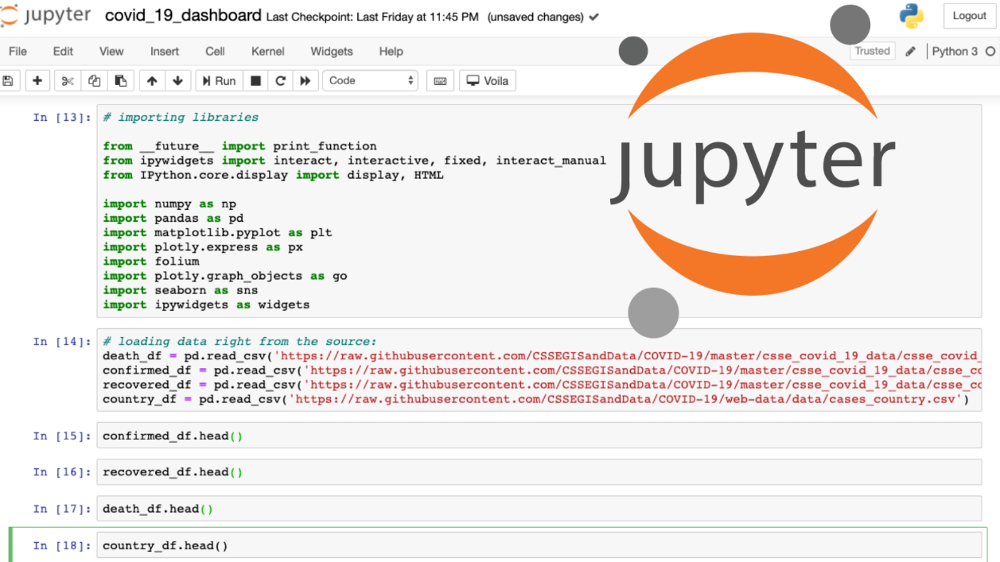 jupyter covid_19_dashboard Last Checkpoint: Last Friday at 11:45 PM (unsaved changes)
Logout
File Edit View Insert Cell Kernel Widgets Help
Trusted
Python 3
Run
Code
Voila
jupyter
In [13]: # importing libraries
from __future__ import print_function
from ipywidgets import interact, interactive, fixed, interact_manual
from IPython.core.display import display, HTML
import numpy as np
import pandas as pd
import matplotlib.pyplot as plt
import plotly.express as px
import folium
import plotly.graph_objects as go
import seaborn as sns
import ipywidgets as widgets
In [14]: # loading data right from the source:
death_df = pd.read_csv('https://raw.githubusercontent.com/CSSEGISandData/COVID-19/master/csse_covid_19_data/csse_covid_
confirmed_df = pd.read_csv('https://raw.githubusercontent.com/CSSEGISandData/COVID-19/master/csse_covid_19_data/csse_co
recovered_df = pd.read_csv('https://raw.githubusercontent.com/CSSEGISandData/COVID-19/master/csse_covid_19_data/csse_co
country_df = pd.read_csv('https://raw.githubusercontent.com/CSSEGISandData/COVID-19/web-data/data/cases_country.csv')
In [15]: confirmed_df.head()
In [16]: recovered_df.head()
In [17]: death_df.head()
In [18]: country_df.head()